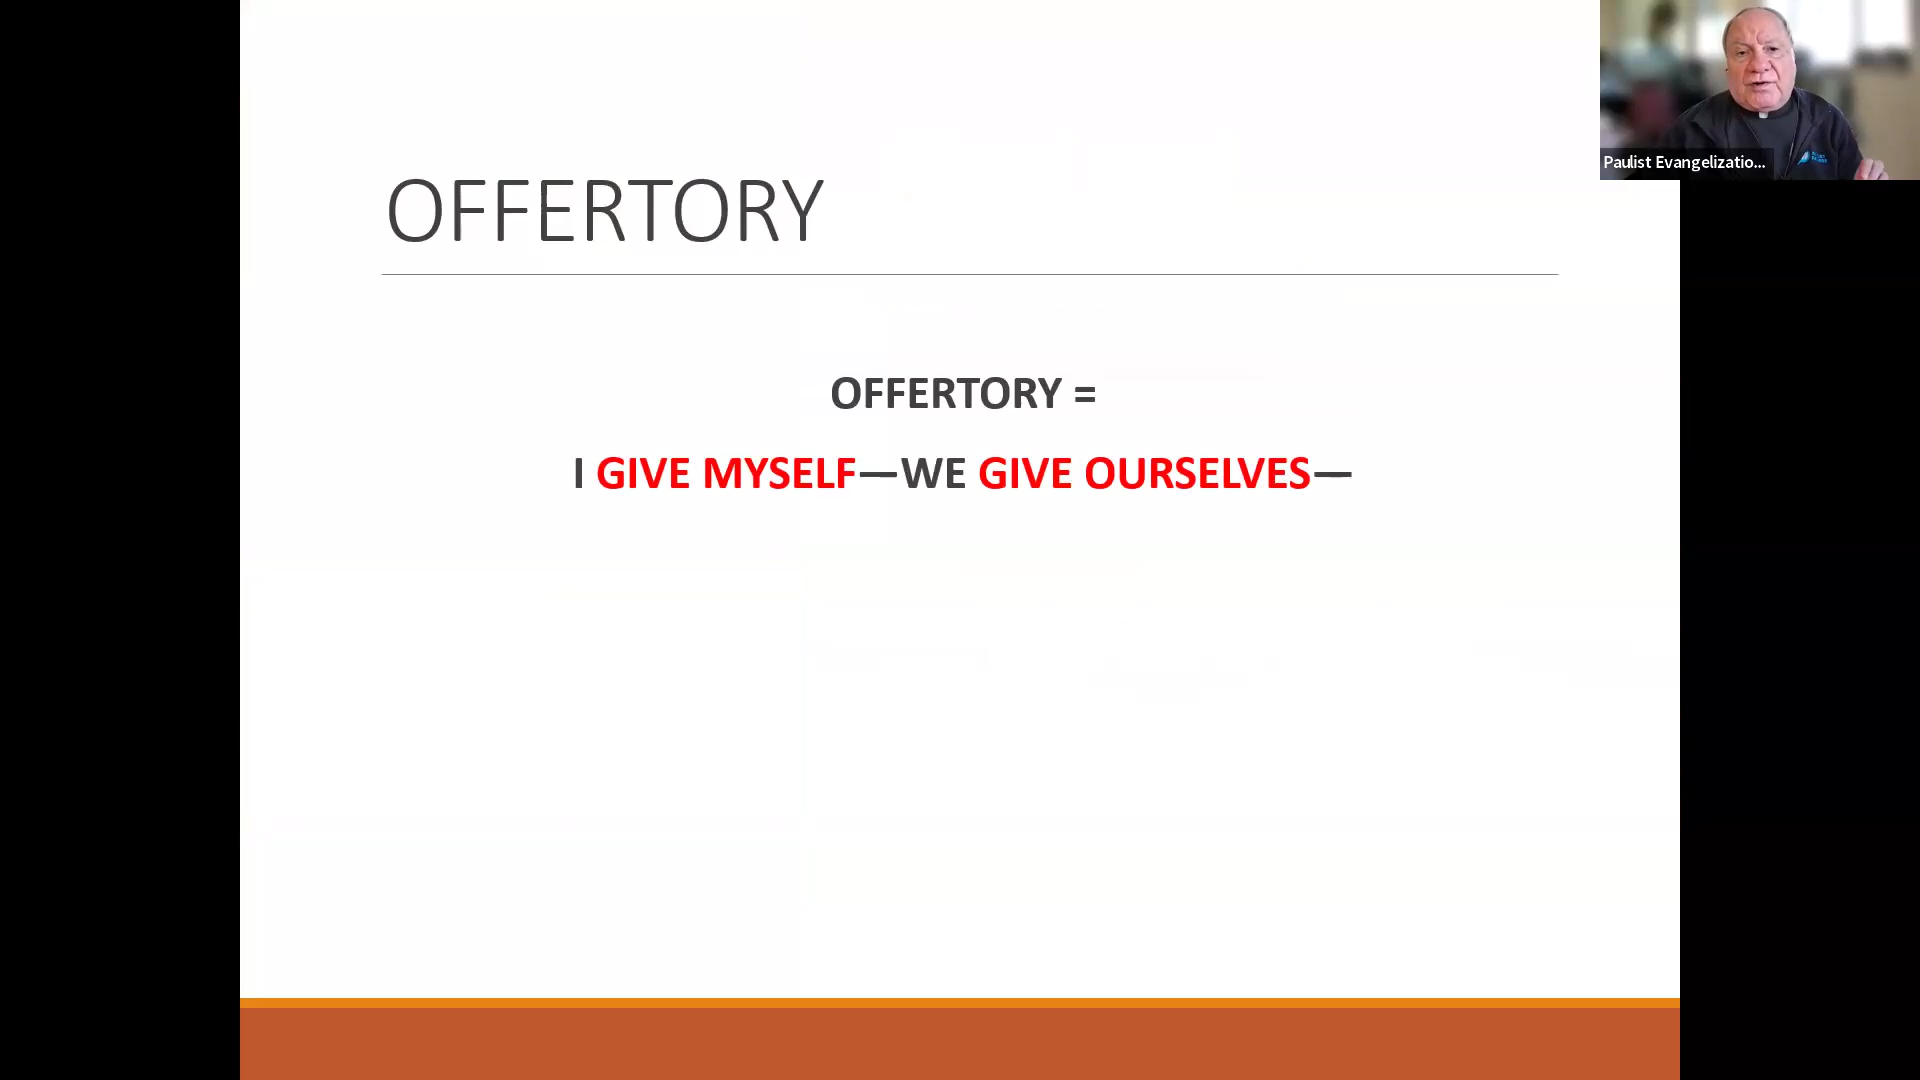 Paulist Evangelizatio...
OFFERTORY
OFFERTORY =
I GIVE MYSELF—WE GIVE OURSELVES—